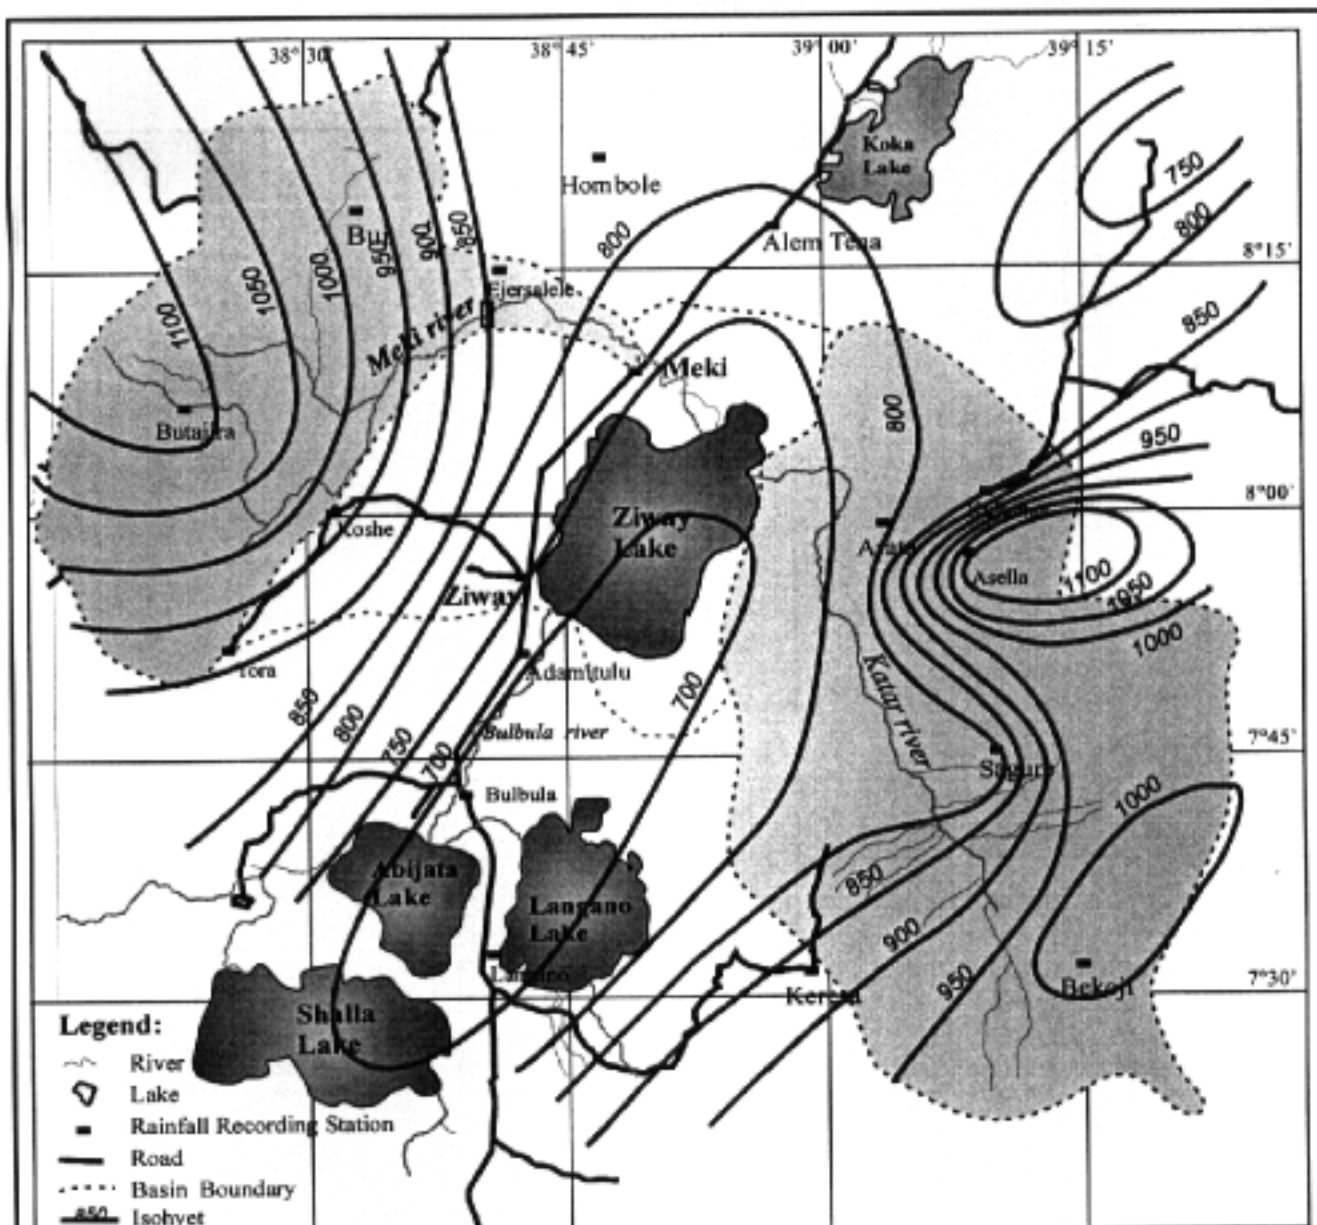 38°30'
38°45'
39°00'
39°15'
Koka
Lake
750
Hombole
800
800
Alem Tena
Bui
950
900
850
8°15'
1000
1050
Ejersalele
850
1100
Meki river
Meki
800
950
Butajira
8°00'
Ziway
Lake
Koshe
Arata
Asella
1100
1050
Ziway
1000
Tora
Adamitulu
700
Katar river
850
800
Bulbula river
750
700
7°45'
Sagure
1000
Bulbula
Abijata
Lake
850
Langano
Lake
900
Langano
950
Kerero
Bekoji
7°30'
Shalla
Lake
Legend:
River
Lake
Rainfall Recording Station
Road
Basin Boundary
850 Isohyet